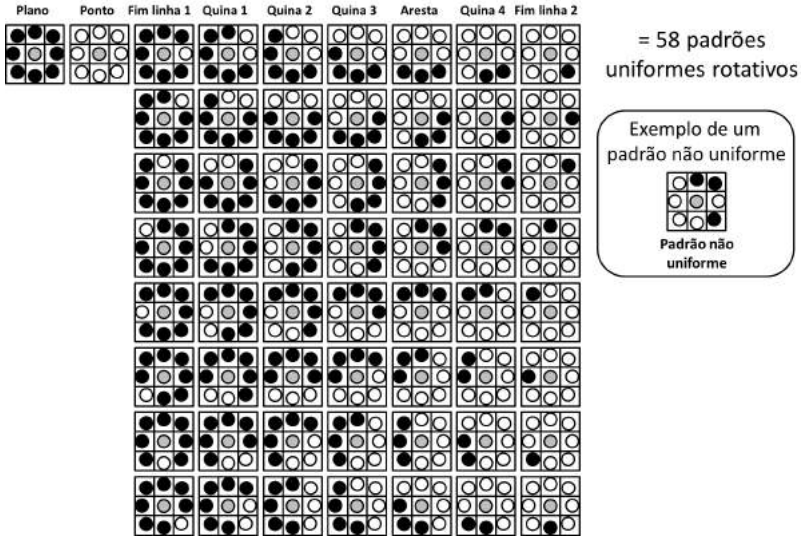 Plano Ponto Fim linha 1 Quina 1 Quina 2 Quina 3 Aresta Quina 4 Fim linha 2
= 58 padrões
uniformes rotativos
Exemplo de um
padrão não uniforme
Padrão não
uniforme